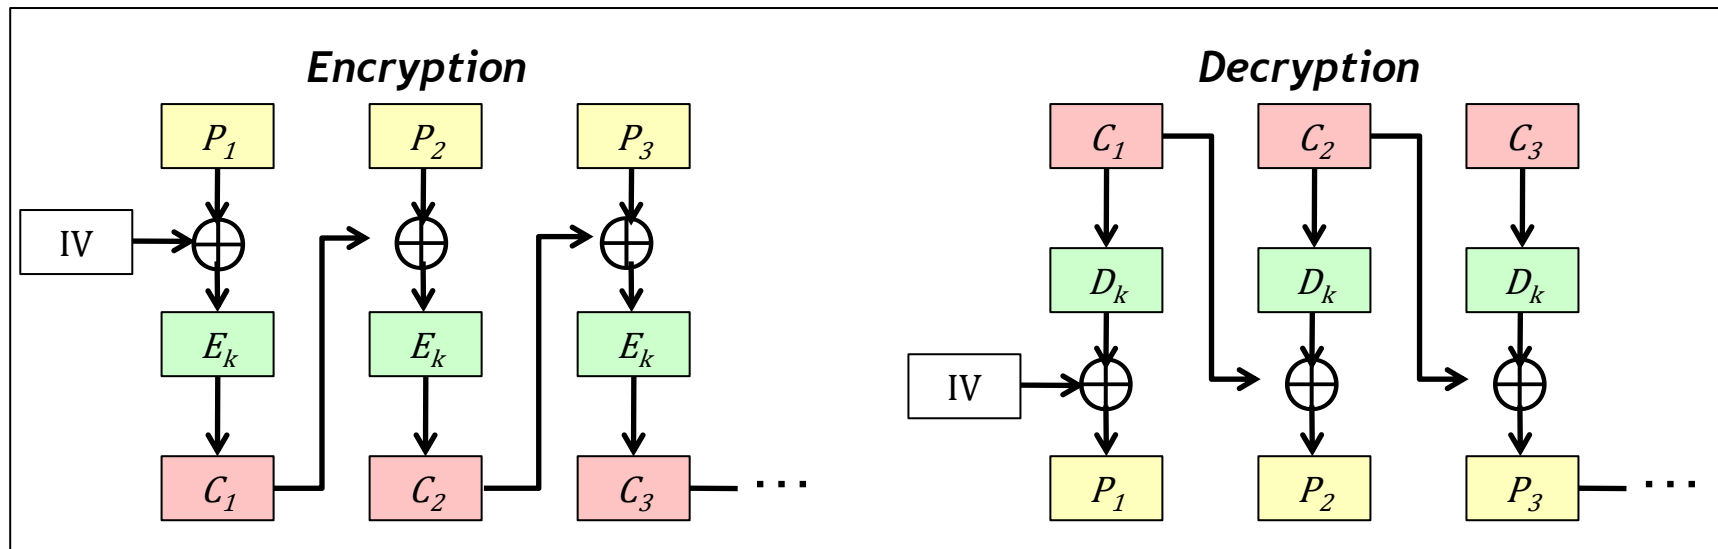 Encryption
P1 P2 P3
IV
Ek Ek Ek
C1 C2 C3 ...
Decryption
C1 C2 C3
Dk Dk Dk
IV
P1 P2 P3 ...